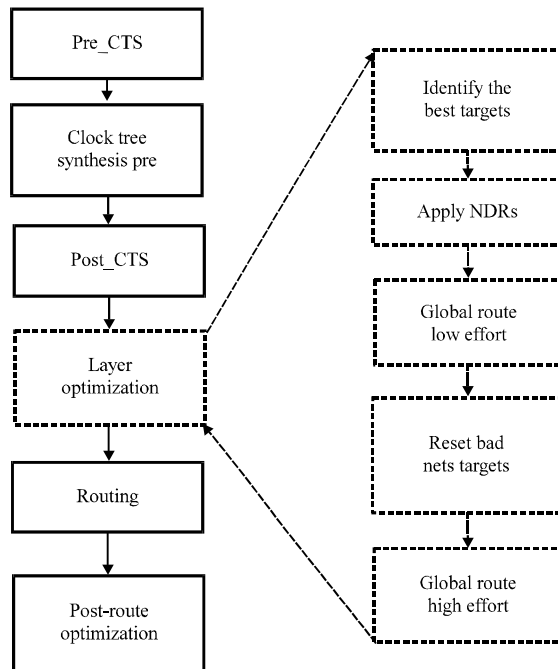 Pre_CTS
Clock tree
synthesis pre
Post_CTS
Layer
optimization
Routing
Post-route
optimization
Identify the
best targets
Apply NDRs
Global route
low effort
Reset bad
nets targets
Global route
high effort